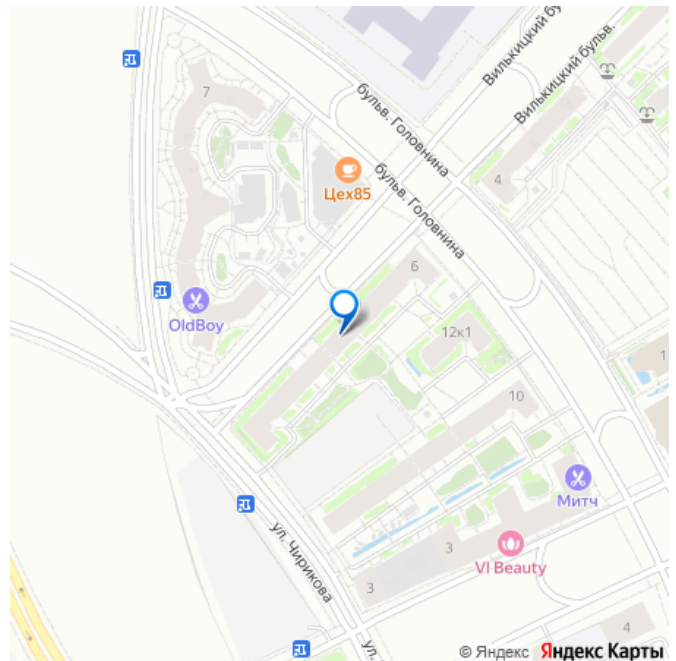 Вилькицкий бу
Вилькицкий бульв.
7
бульв. Головнина
Цех85
бульв. Головнина
4
6
OldBoy
12к1
1
10
Митч
ул. Чирикова
3
VI Beauty
3
4
ул.
© Яндекс Яндекс Карты